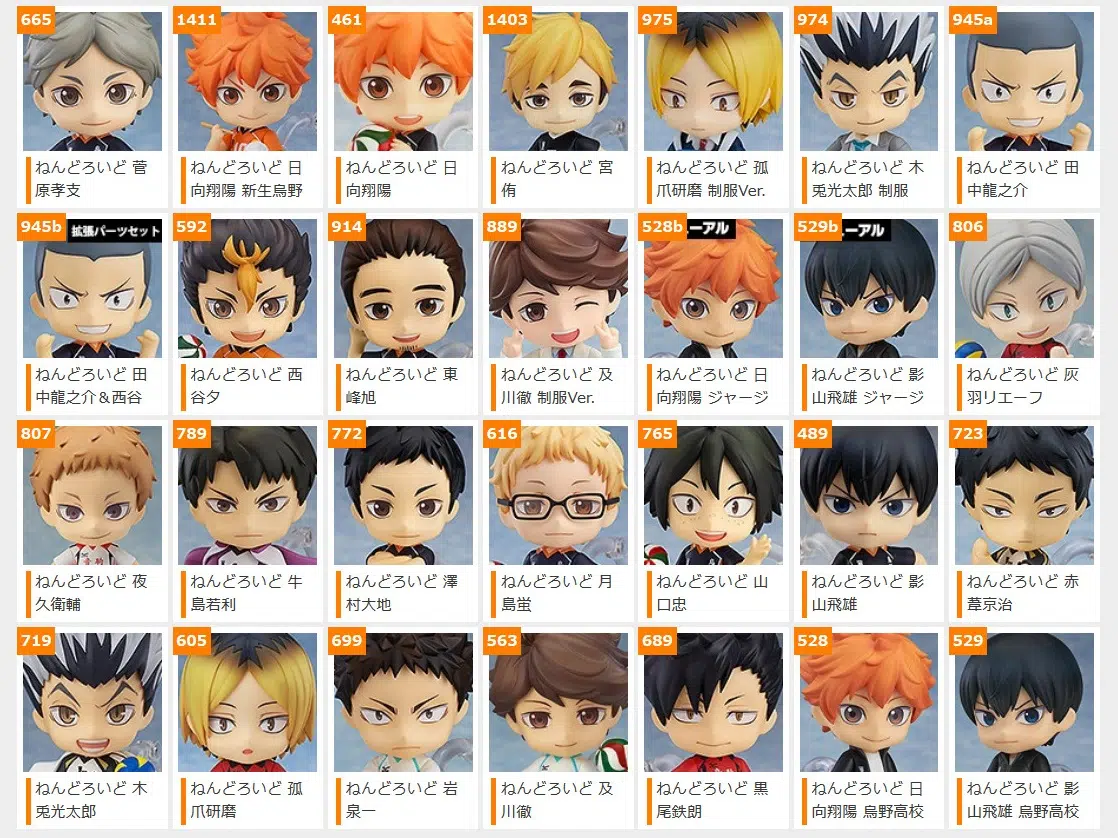 665
ねんどろいど 菅
原孝支
1411
ねんどろいど 日
向翔陽 新生烏野
461
ねんどろいど 日
向翔陽
1403
ねんどろいど 宮
侑
975
ねんどろいど 孤
爪研磨 制服Ver.
974
ねんどろいど 木
兎光太郎 制服
945a
ねんどろいど 田
中龍之介
945b
拡張パーツセット
ねんどろいど 田
中龍之介＆西谷
592
ねんどろいど 西
谷夕
914
ねんどろいど 東
峰旭
889
ねんどろいど 及
川徹 制服Ver.
528b
ーアル
ねんどろいど 日
向翔陽 ジャージ
529b
ーアル
ねんどろいど 影
山飛雄 ジャージ
806
ねんどろいど 灰
羽リエーフ
807
ねんどろいど 夜
久衛輔
789
ねんどろいど 牛
島若利
772
ねんどろいど 澤
村大地
616
ねんどろいど 月
島蛍
765
ねんどろいど 山
口忠
489
ねんどろいど 影
山飛雄
723
ねんどろいど 赤
葦京治
719
ねんどろいど 木
兎光太郎
605
ねんどろいど 孤
爪研磨
699
ねんどろいど 岩
泉一
563
ねんどろいど 及
川徹
689
ねんどろいど 黒
尾鉄朗
528
ねんどろいど 日
向翔陽 烏野高校
529
ねんどろいど 影
山飛雄 烏野高校